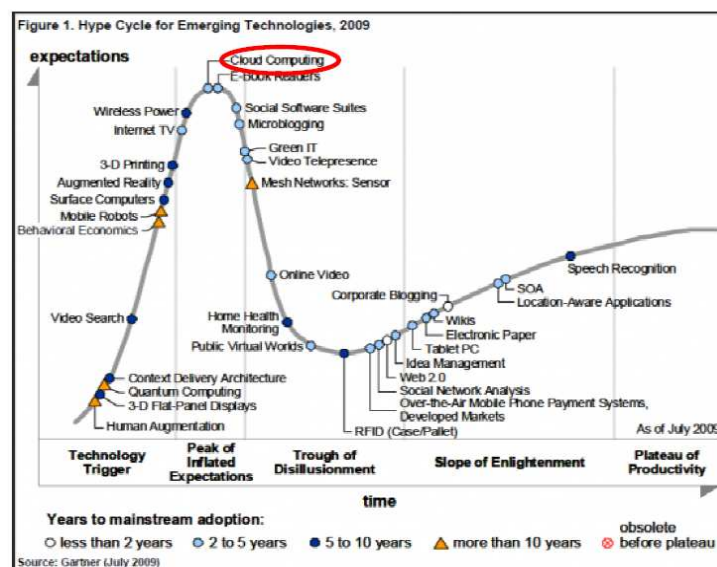 Figure 1. Hype Cycle for Emerging Technologies, 2009
expectations
Cloud Computing
E-Book Readers
Wireless Power
Social Software Suites
Internet TV
Microblogging
Green IT
3-D Printing
Video Telepresence
Augmented Reality
Mesh Networks: Sensor
Surface Computers
Mobile Robots
Behavioral Economics
Speech Recognition
Online Video
SOA
Corporate Blogging
Location-Aware Applications
Video Search
Home Health
Monitoring
Wikis
Electronic Paper
Public Virtual Worlds
Tablet PC
Idea Management
Context Delivery Architecture
Web 2.0
Quantum Computing
Social Network Analysis
3-D Flat-Panel Displays
Over-the-Air Mobile Phone Payment Systems,
Developed Markets
Human Augmentation
RFID (Case/Pallet)
As of July 2009
Technology
Trigger
Peak of
Inflated
Expectations
Trough of
Disillusionment
Slope of Enlightenment
Plateau of
Productivity
time
Years to mainstream adoption:
less than 2 years
2 to 5 years
5 to 10 years
more than 10 years
obsolete
before plateau
Source: Gartner (July 2009)